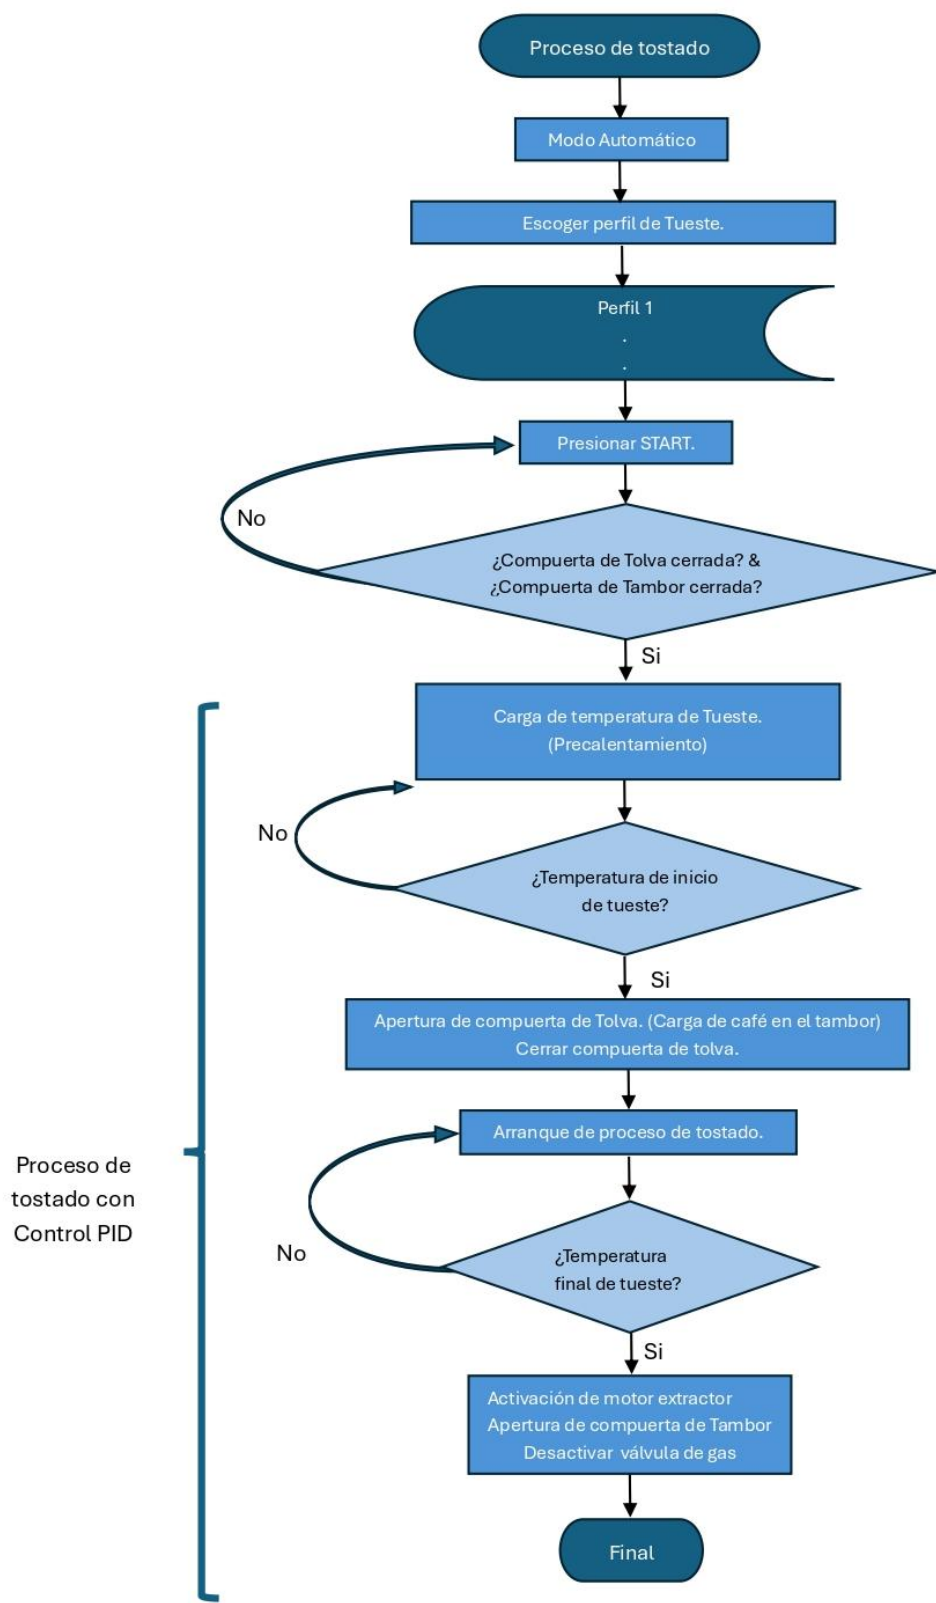 Proceso de tostado
Modo Automático
Escoger perfil de Tueste.
Perfil 1
.
.
Presionar START.
No
¿Compuerta de Tolva cerrada? &
¿Compuerta de Tambor cerrada?
Si
Carga de temperatura de Tueste.
(Precalentamiento)
No
¿Temperatura de inicio
de tueste?
Si
Apertura de compuerta de Tolva. (Carga de café en el tambor)
Cerrar compuerta de tolva.
Arranque de proceso de tostado.
Proceso de
tostado con
Control PID
No
¿Temperatura
final de tueste?
Si
Activación de motor extractor
Apertura de compuerta de Tambor
Desactivar válvula de gas
Final